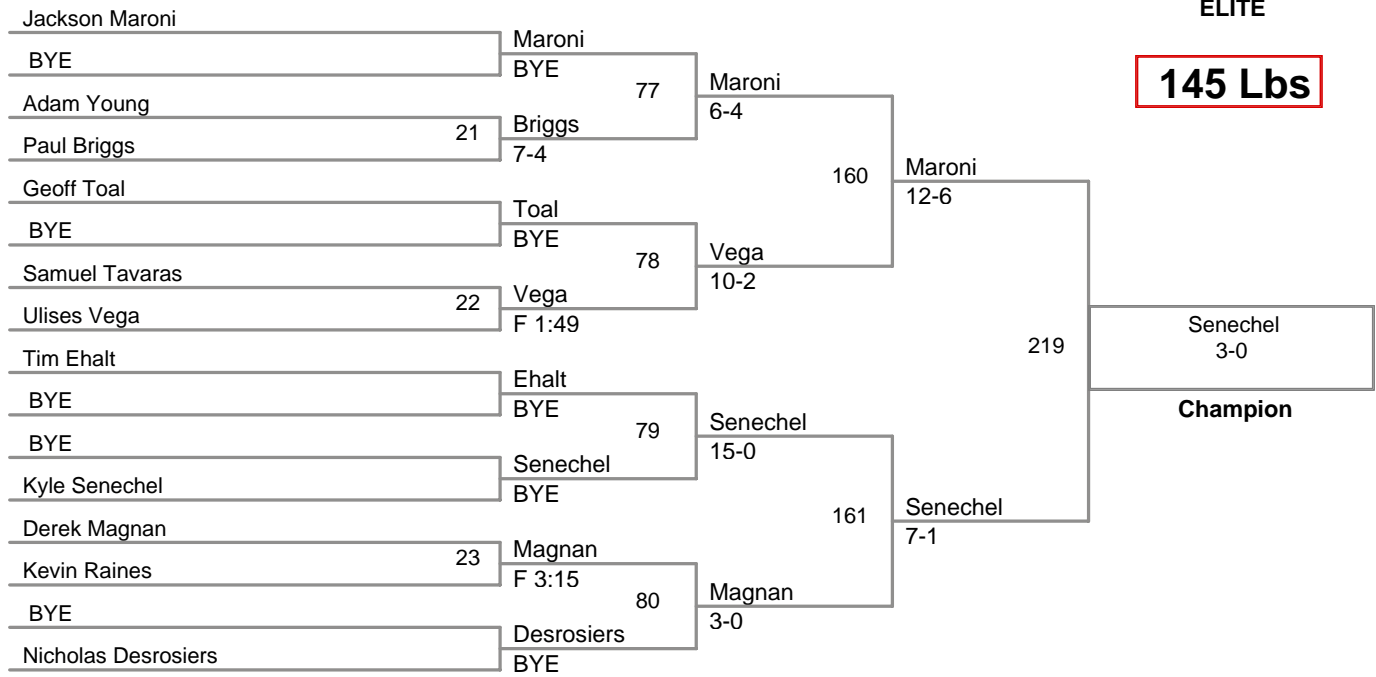 Jackson Maroni
BYE
Adam Young
Paul Briggs
Geoff Toal
BYE
Samuel Tavaras
Ulises Vega
Tim Ehalt
BYE
BYE
Kyle Senechel
Derek Magnan
Kevin Raines
BYE
Nicholas Desrosiers
21
22
23
Maroni
BYE
Briggs
7-4
Toal
BYE
Vega
F 1:49
Ehalt
BYE
Senechel
BYE
Magnan
F 3:15
Desrosiers
BYE
77
78
79
80
Maroni
6-4
Vega
10-2
Senechel
15-0
Magnan
3-0
160
161
Maroni
12-6
Senechel
7-1
219
ELITE
145 Lbs
Senechel
3-0
Champion